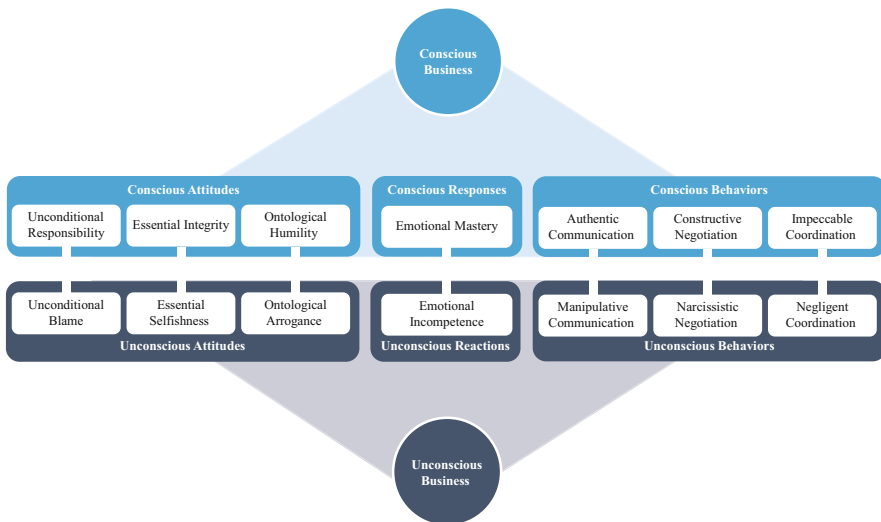 Conscious
Business
Conscious Attitudes
Unconditional
Responsibility
Essential Integrity
Ontological
Humility
Conscious Responses
Emotional Mastery
Conscious Behaviors
Authentic
Communication
Constructive
Negotiation
Impeccable
Coordination
Unconditional
Blame
Essential
Selfishness
Ontological
Arrogance
Unconscious Attitudes
Emotional
Incompetence
Unconscious Reactions
Manipulative
Communication
Narcissistic
Negotiation
Negligent
Coordination
Unconscious Behaviors
Unconscious
Business